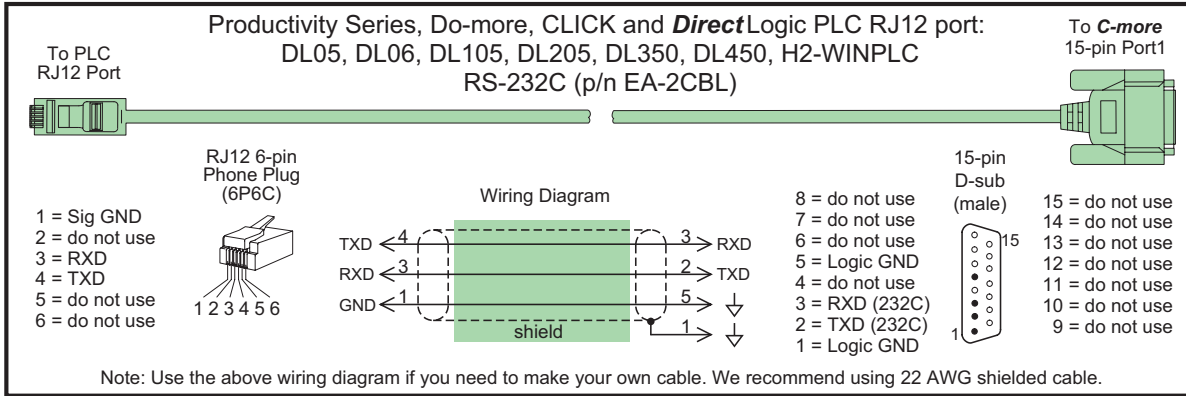 Productivity Series, Do-more, CLICK and DirectLogic PLC RJ12 port:
DL05, DL06, DL105, DL205, DL350, DL450, H2-WINPLC
RS-232C (p/n EA-2CBL)
To PLC
RJ12 Port
To C-more
15-pin Port1
RJ12 6-pin
Phone Plug
(6P6C)
1 = Sig GND
2 = do not use
3 = RXD
4 = TXD
5 = do not use
6 = do not use
1 2 3 4 5 6
Wiring Diagram
TXD 4 3 RXD
RXD 3 2 TXD
GND 1 5
shield 1
8 = do not use
7 = do not use
6 = do not use
5 = Logic GND
4 = do not use
3 = RXD (232C)
2 = TXD (232C)
1 = Logic GND
15-pin
D-sub
(male)
15
1
15 = do not use
14 = do not use
13 = do not use
12 = do not use
11 = do not use
10 = do not use
9 = do not use
Note: Use the above wiring diagram if you need to make your own cable. We recommend using 22 AWG shielded cable.